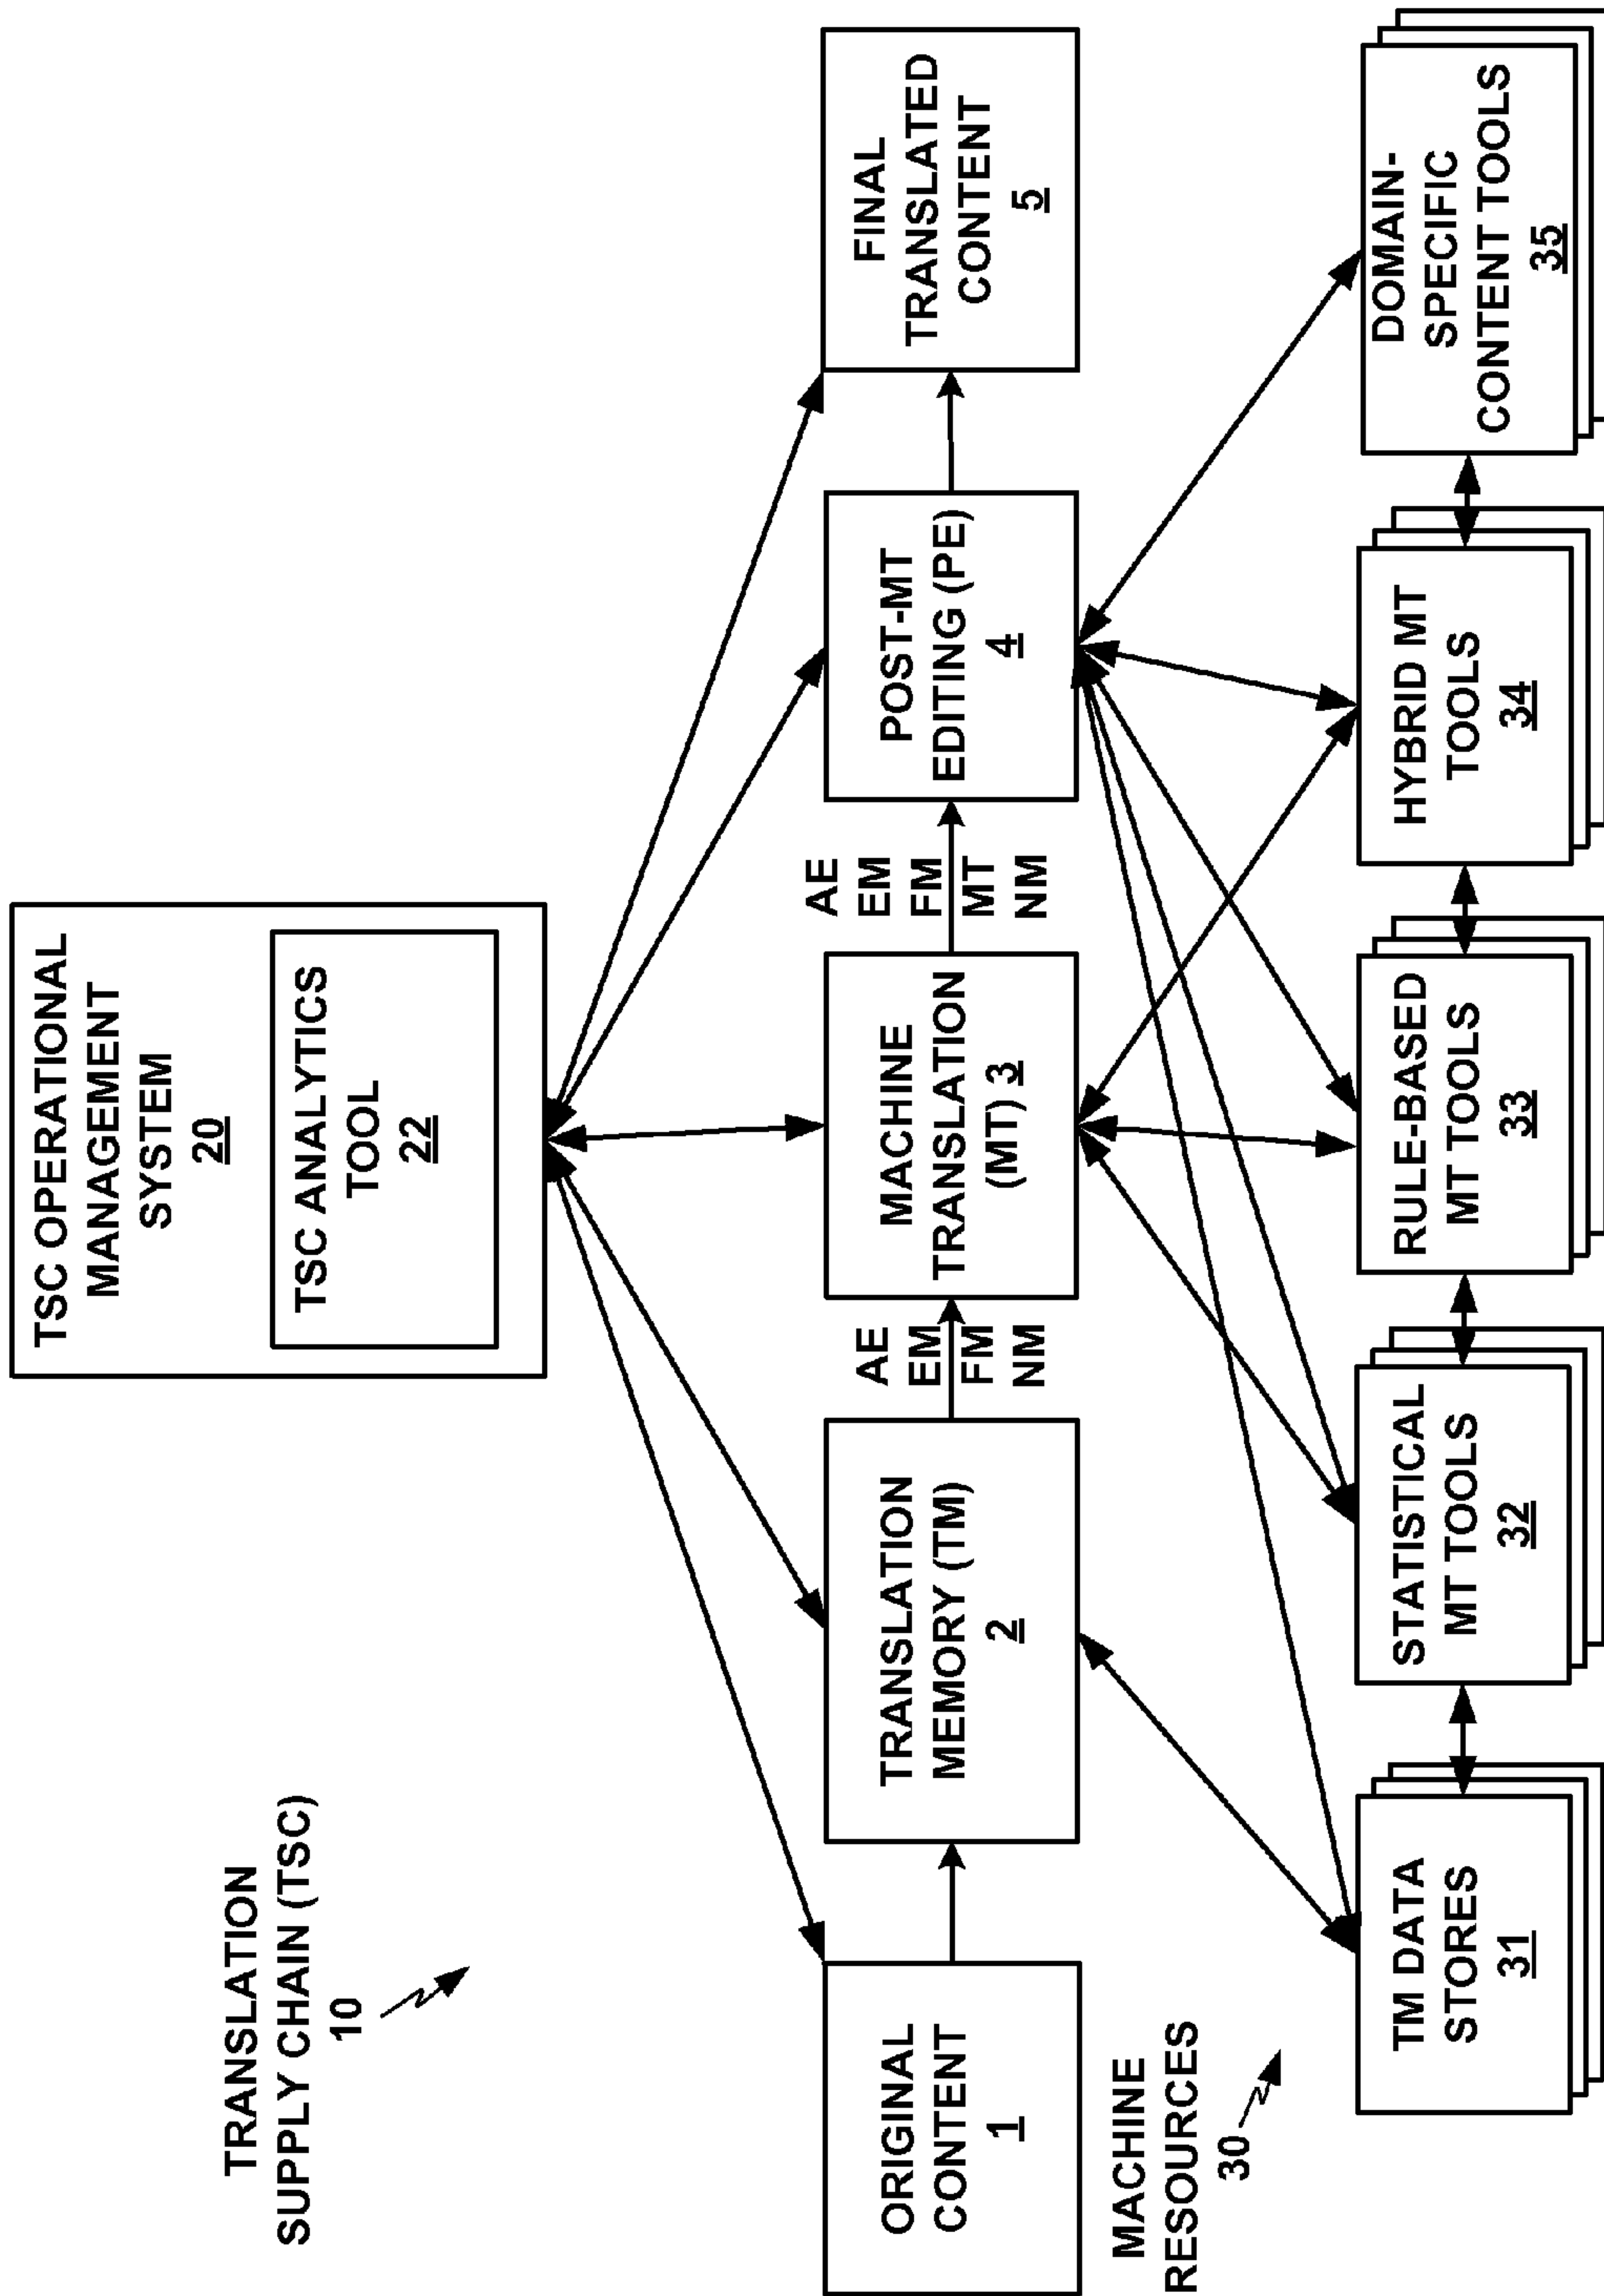 TRANSLATION
SUPPLY CHAIN (TSC)
10
TSC OPERATIONAL
MANAGEMENT
SYSTEM
20
TSC ANALYTICS
TOOL
22
ORIGINAL
CONTENT
1
TRANSLATION
MEMORY (TM)
2
AE
EM
FM
NM
MACHINE
TRANSLATION
(MT) 3
AE
EM
FM
MT
NM
POST-MT
EDITING (PE)
4
FINAL
TRANSLATED
CONTENT
5
MACHINE
RESOURCES
30
TM DATA
STORES
31
STATISTICAL
MT TOOLS
32
RULE-BASED
MT TOOLS
33
HYBRID MT
TOOLS
34
DOMAIN-
SPECIFIC
CONTENT TOOLS
35